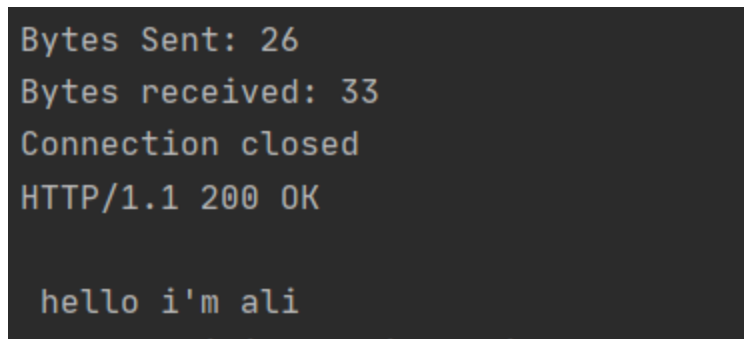 Bytes Sent: 26
Bytes received: 33
Connection closed
HTTP/1.1 200 OK
hello i'm ali